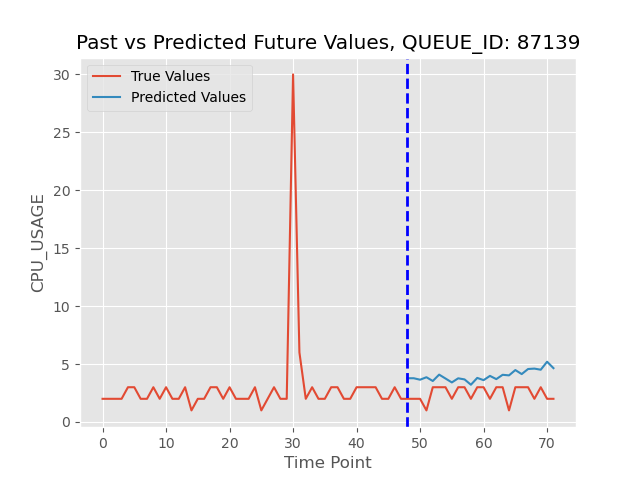 Past vs Predicted Future Values, QUEUE_ID: 87139
True Values
Predicted Values
CPU_USAGE
30
25
20
15
10
5
0
0 10 20 30 40 50 60 70
Time Point